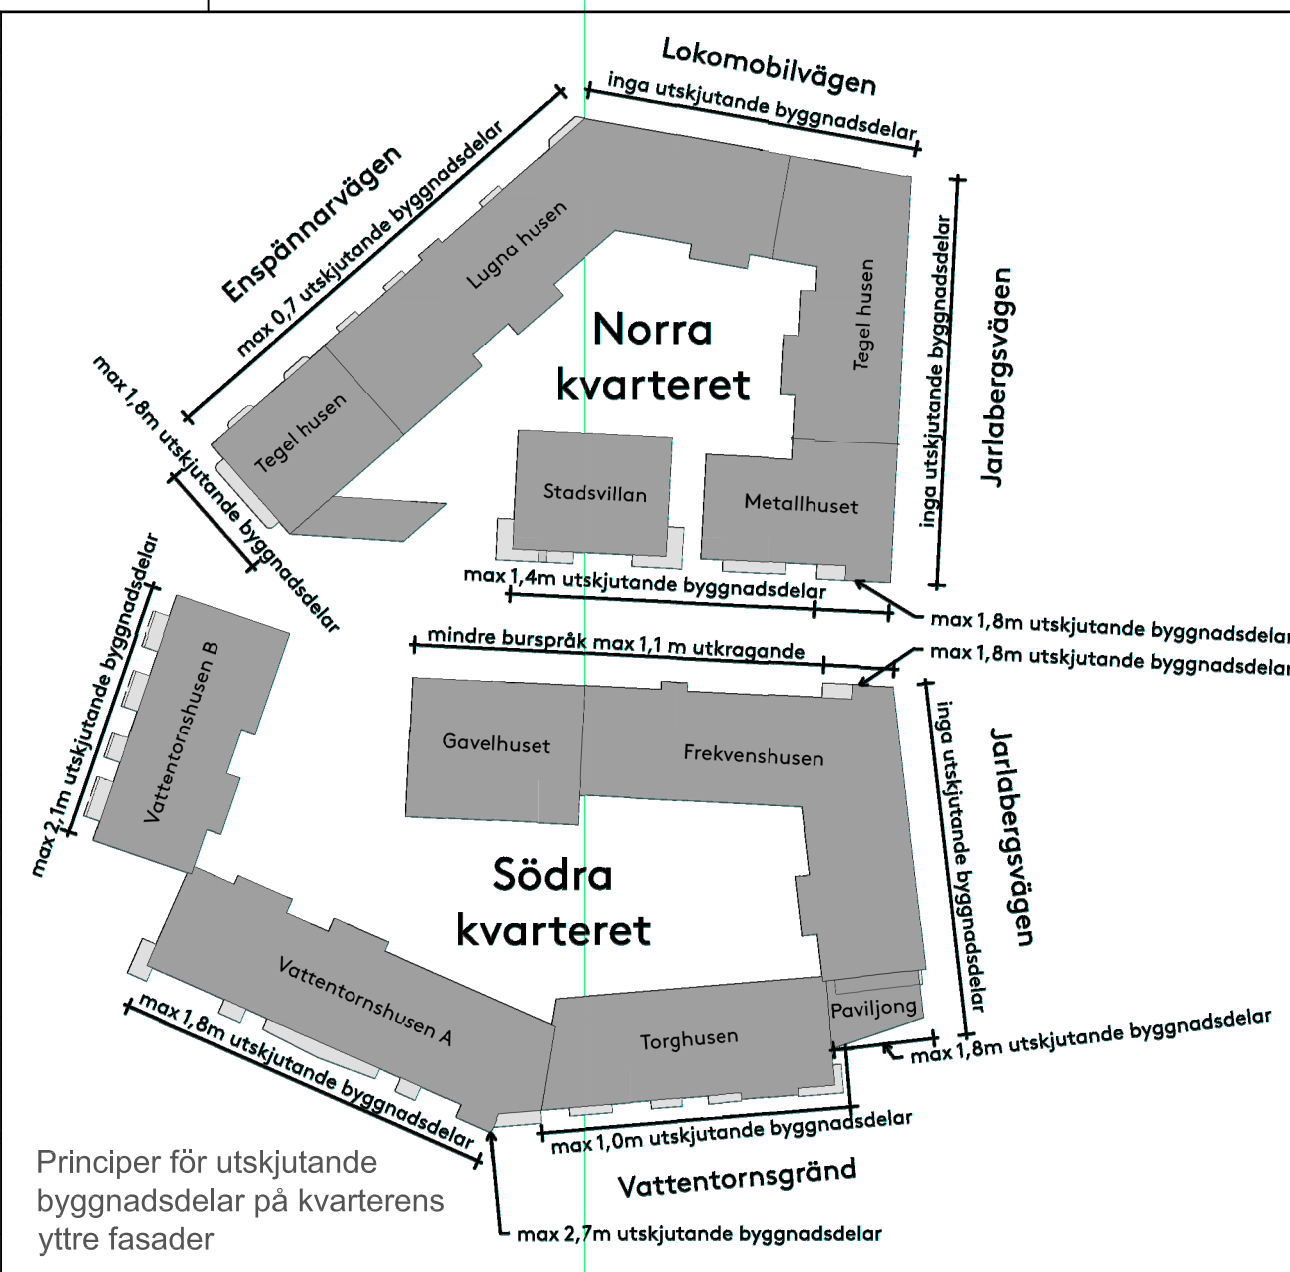 Lokomobilvägen
inga utskjutande byggnadsdelar
Enspännarvägen
max 0,7 utskjutande byggnadsdelar
Lugna husen
Tegel husen
inga utskjutande byggnadsdelar
Jarlabergsvägen
Norra
kvarteret
max 1,8m utskjutande byggnadsdelar
Tegel husen
Stadsvillan
Metallhuset
max 1,4m utskjutande byggnadsdelar
max 1,8m utskjutande byggnadsdelar
mindre burspråk max 1,1 m utkragande
max 1,8m utskjutande byggnadsdelar
max 2,1m utskjutande byggnadsdelar
Vattentornshusen B
Gavelhuset
Frekvenshusen
inga utskjutande byggnadsdelar
Jarlabergsvägen
Södra
kvarteret
Vattentornshusen A
max 1,8m utskjutande byggnadsdelar
Torghusen
Paviljong
max 1,8m utskjutande byggnadsdelar
max 1,0m utskjutande byggnadsdelar
Vattentornsgränd
max 2,7m utskjutande byggnadsdelar
Principer för utskjutande
byggnadsdelar på kvarterens
yttre fasader